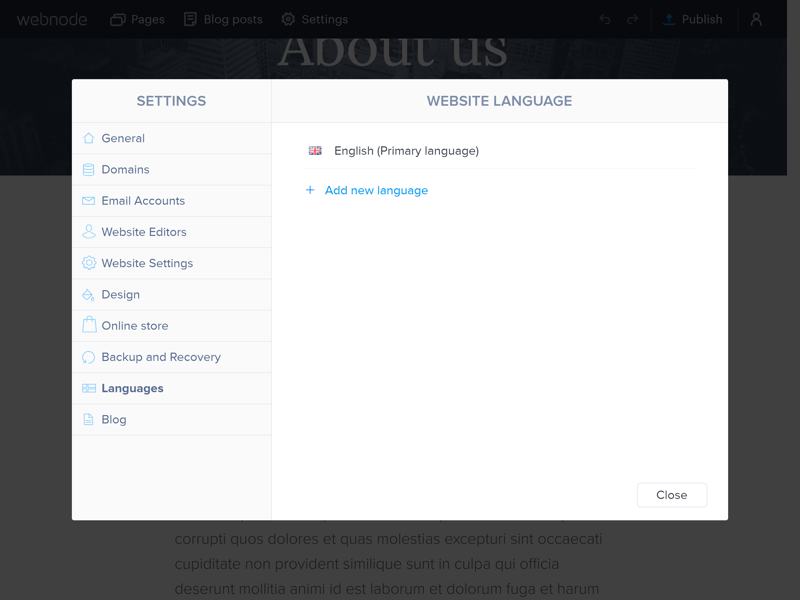 webnode
Pages
Blog posts
Settings
Publish
About us
SETTINGS
General
Domains
Email Accounts
Website Editors
Website Settings
Design
Online store
Backup and Recovery
Languages
Blog
WEBSITE LANGUAGE
English (Primary language)
+ Add new language
Close
corrupti quos dolores et quas molestias excepturi sint occaecati
cupiditate non provident similique sunt in culpa qui officia
deserunt mollitia animi id est laborum et dolorum fuga et harum